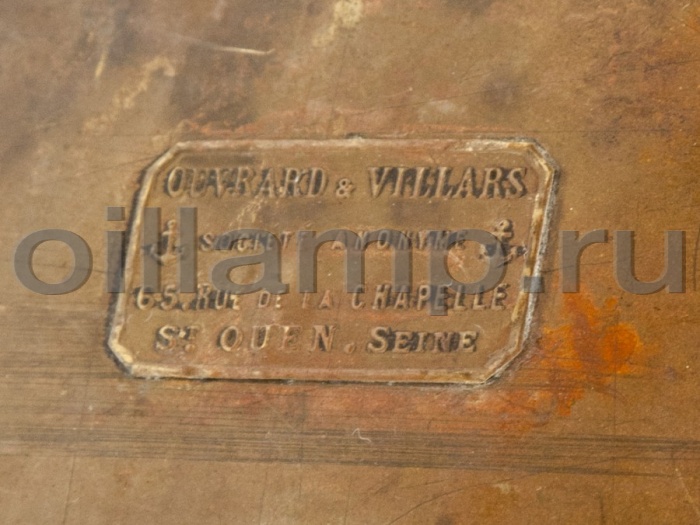 OUVRARD & VILLARS
SOCIETE ANONYME
65, RUE DE LA CHAPELLE
ST OUEN, SEINE
oillamp.ru